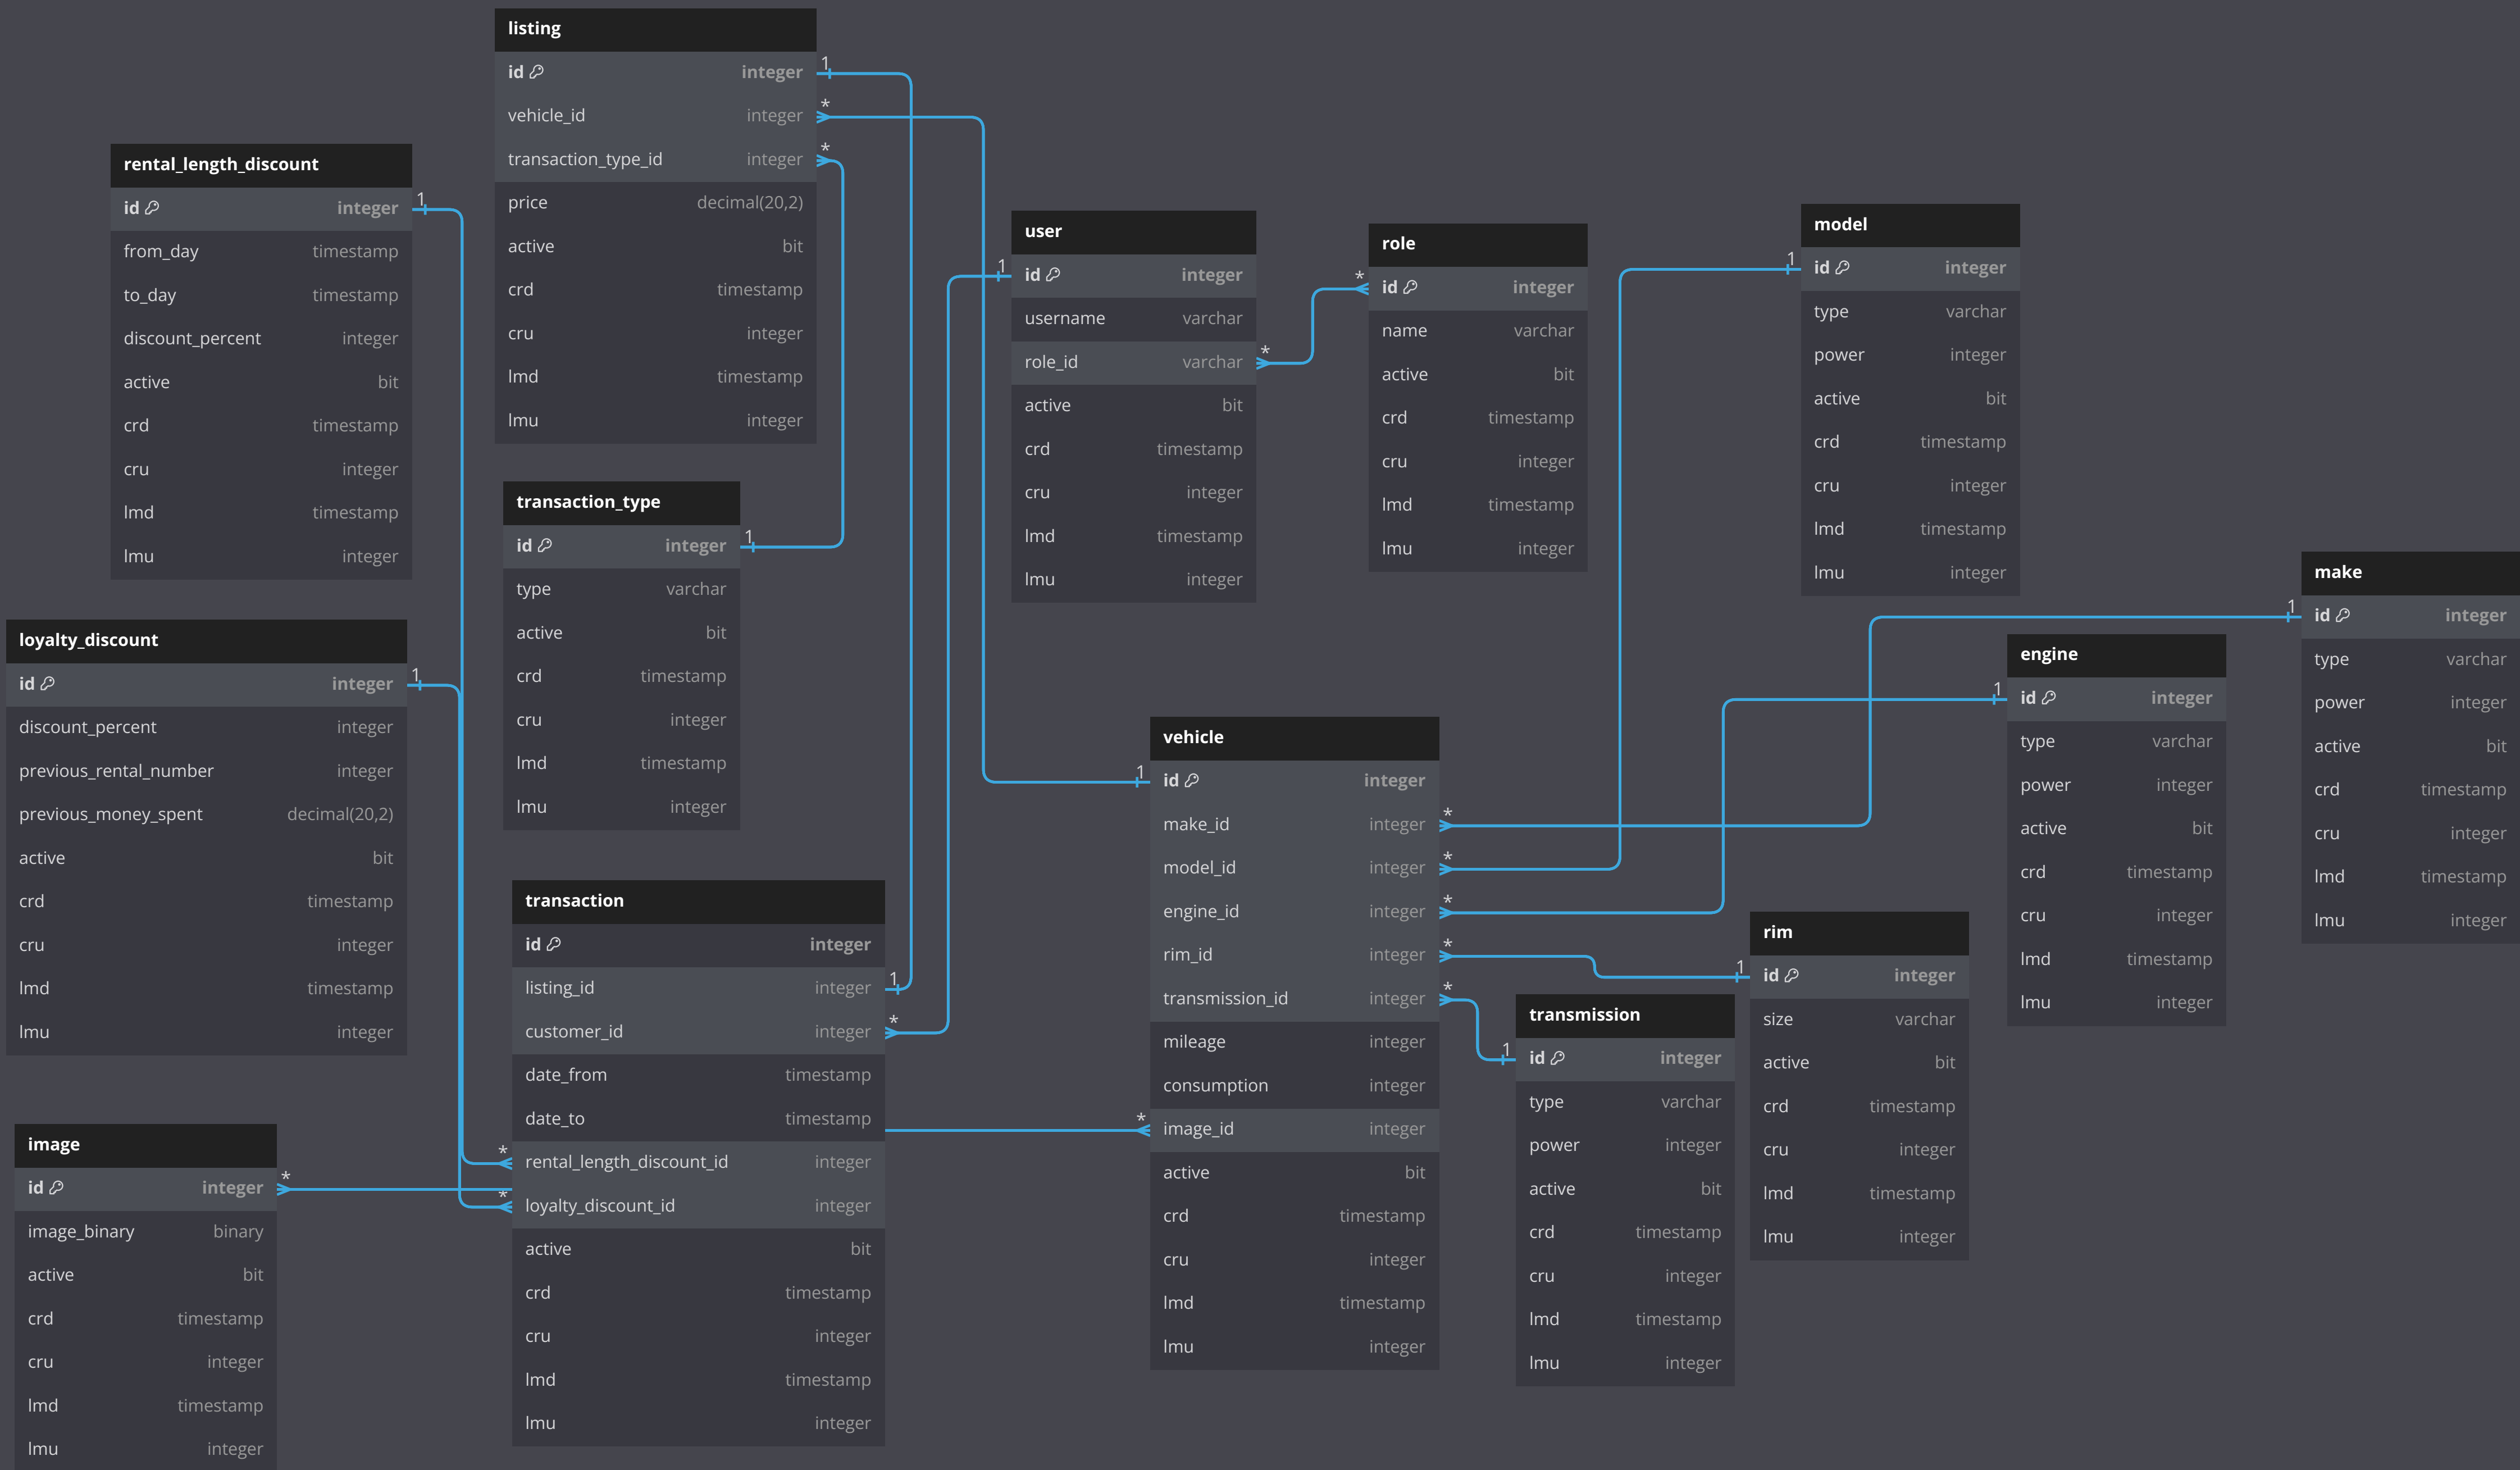 listing
id integer
vehicle_id integer
transaction_type_id integer
price decimal(20,2)
active bit
crd timestamp
cru integer
lmd timestamp
lmu integer
1
*
*
rental_length_discount
id integer
from_day timestamp
to_day timestamp
discount_percent integer
active bit
crd timestamp
cru integer
lmd timestamp
lmu integer
1
user
id integer
username varchar
role_id varchar
active bit
crd timestamp
cru integer
lmd timestamp
lmu integer
1
*
role
id integer
name varchar
active bit
crd timestamp
cru integer
lmd timestamp
lmu integer
*
model
id integer
type varchar
power integer
active bit
crd timestamp
cru integer
lmd timestamp
lmu integer
1
transaction_type
id integer
type varchar
active bit
crd timestamp
cru integer
lmd timestamp
lmu integer
1
make
id integer
type varchar
power integer
active bit
crd timestamp
cru integer
lmd timestamp
lmu integer
1
loyalty_discount
id integer
discount_percent integer
previous_rental_number integer
previous_money_spent decimal(20,2)
active bit
crd timestamp
cru integer
lmd timestamp
lmu integer
1
engine
id integer
type varchar
power integer
active bit
crd timestamp
cru integer
lmd timestamp
lmu integer
1
vehicle
id integer
make_id integer
model_id integer
engine_id integer
rim_id integer
transmission_id integer
mileage integer
consumption integer
image_id integer
active bit
crd timestamp
cru integer
lmd timestamp
lmu integer
1
*
*
*
*
*
*
transaction
id integer
listing_id integer
customer_id integer
date_from timestamp
date_to timestamp
rental_length_discount_id integer
loyalty_discount_id integer
active bit
crd timestamp
cru integer
lmd timestamp
lmu integer
1
*
*
*
rim
id integer
size varchar
active bit
crd timestamp
cru integer
lmd timestamp
lmu integer
1
transmission
id integer
type varchar
power integer
active bit
crd timestamp
cru integer
lmd timestamp
lmu integer
1
image
id integer
image_binary binary
active bit
crd timestamp
cru integer
lmd timestamp
lmu integer
*